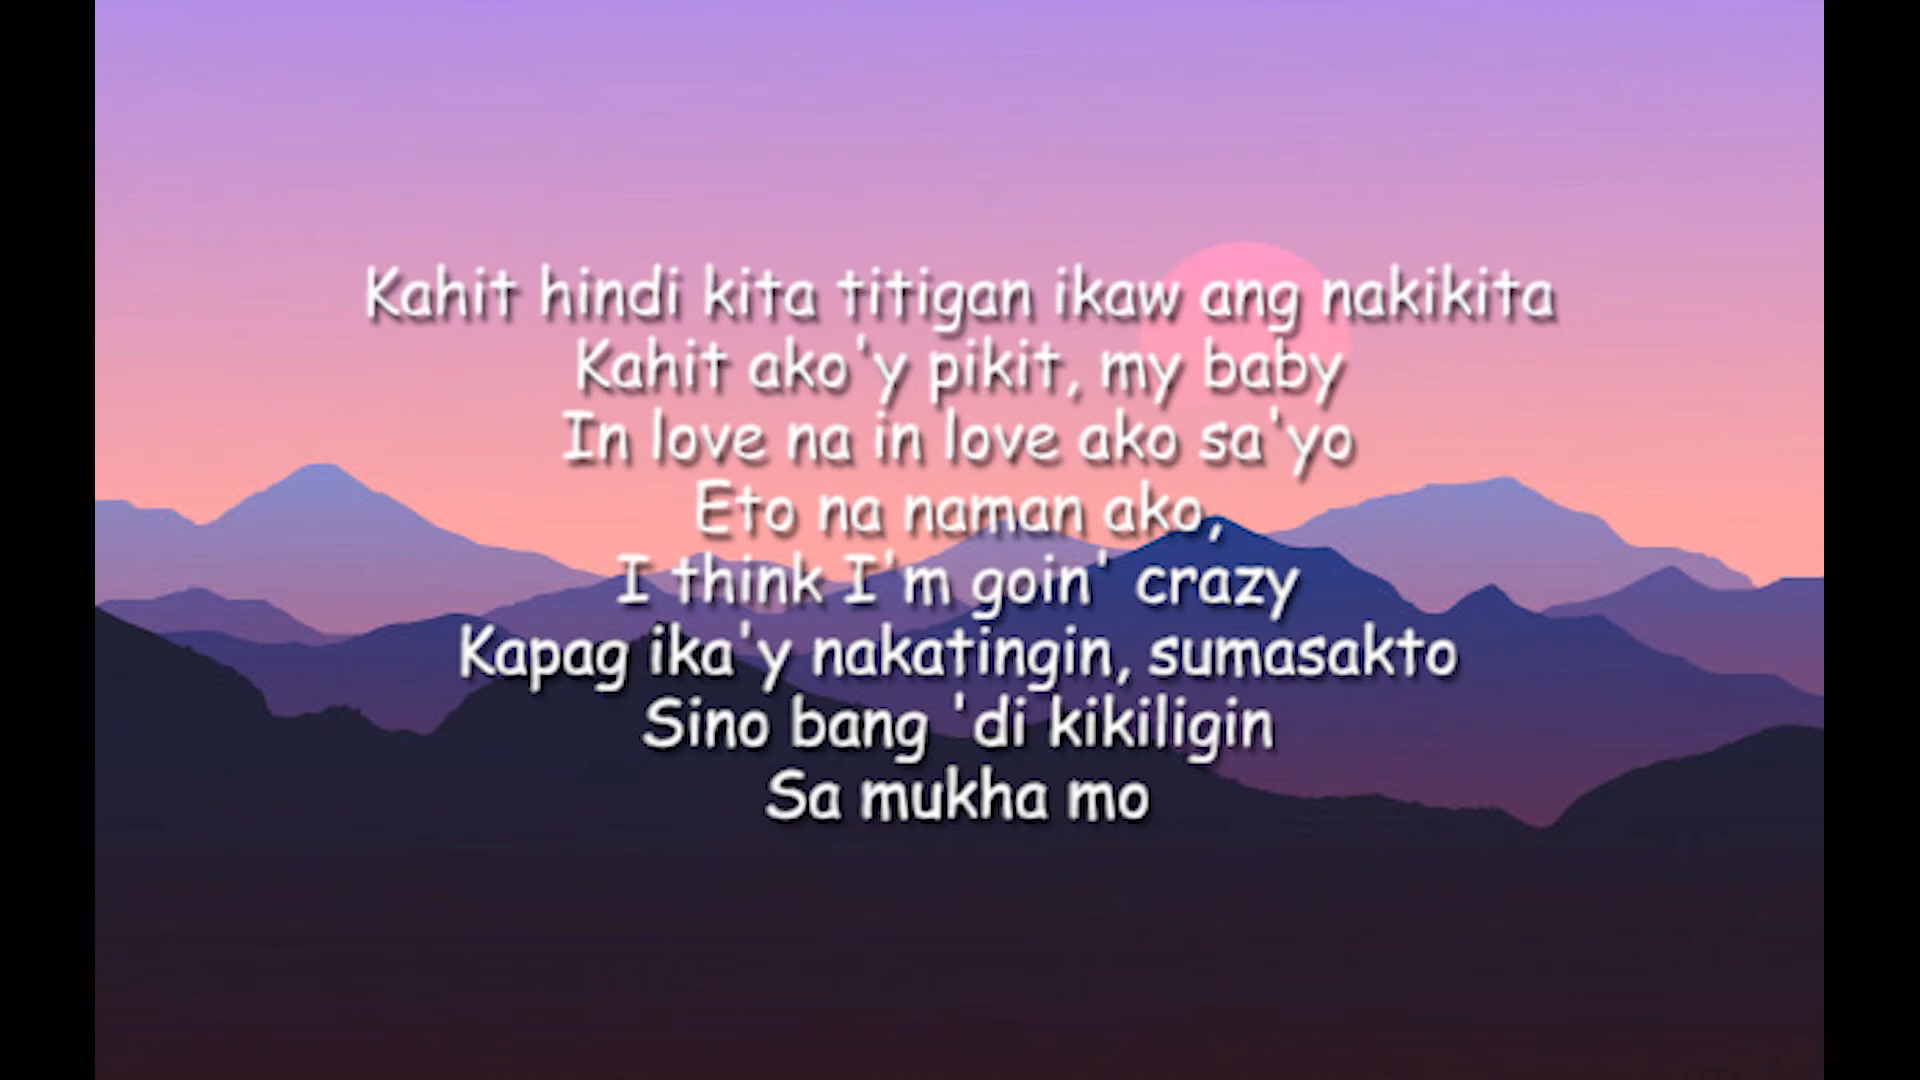 Kahit hindi kita titigan ikaw ang nakikita
Kahit ako'y pikit, my baby
In love na in love ako sa'yo
Eto na naman ako,
I think I'm goin' crazy
Kapag ika'y nakatingin, sumasakto
Sino bang 'di kikiligin
Sa mukha mo